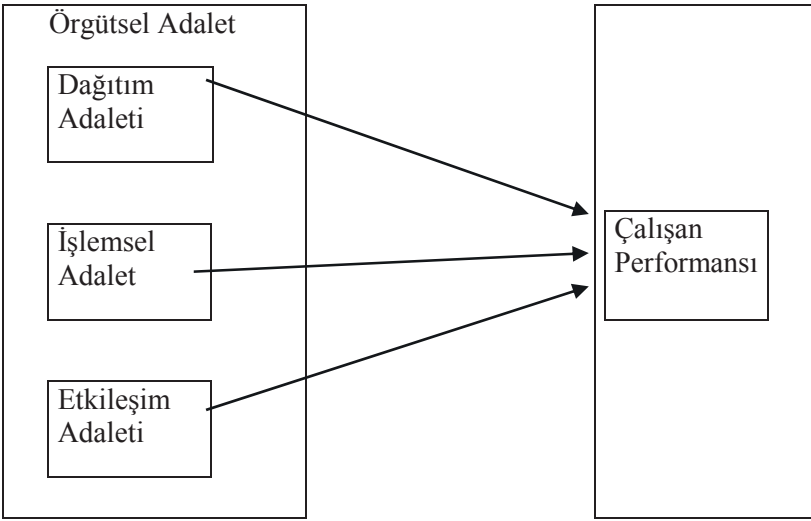 Örgütsel Adalet
Dağıtım
Adaleti
İşlemsel
Adalet
Etkileşim
Adaleti
Çalışan
Performansı